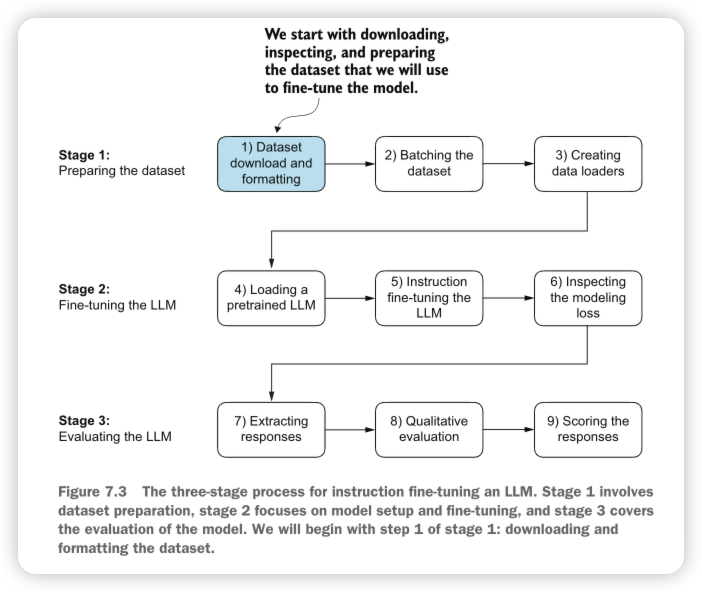 We start with downloading,
inspecting, and preparing
the dataset that we will use
to fine-tune the model.
Stage 1:
Preparing the dataset
1) Dataset
download and
formatting
2) Batching the
dataset
3) Creating
data loaders
Stage 2:
Fine-tuning the LLM
4) Loading a
pretrained LLM
5) Instruction
fine-tuning the
LLM
6) Inspecting
the modeling
loss
Stage 3:
Evaluating the LLM
7) Extracting
responses
8) Qualitative
evaluation
9) Scoring the
responses
Figure 7.3 The three-stage process for instruction fine-tuning an LLM. Stage 1 involves
dataset preparation, stage 2 focuses on model setup and fine-tuning, and stage 3 covers
the evaluation of the model. We will begin with step 1 of stage 1: downloading and
formatting the dataset.